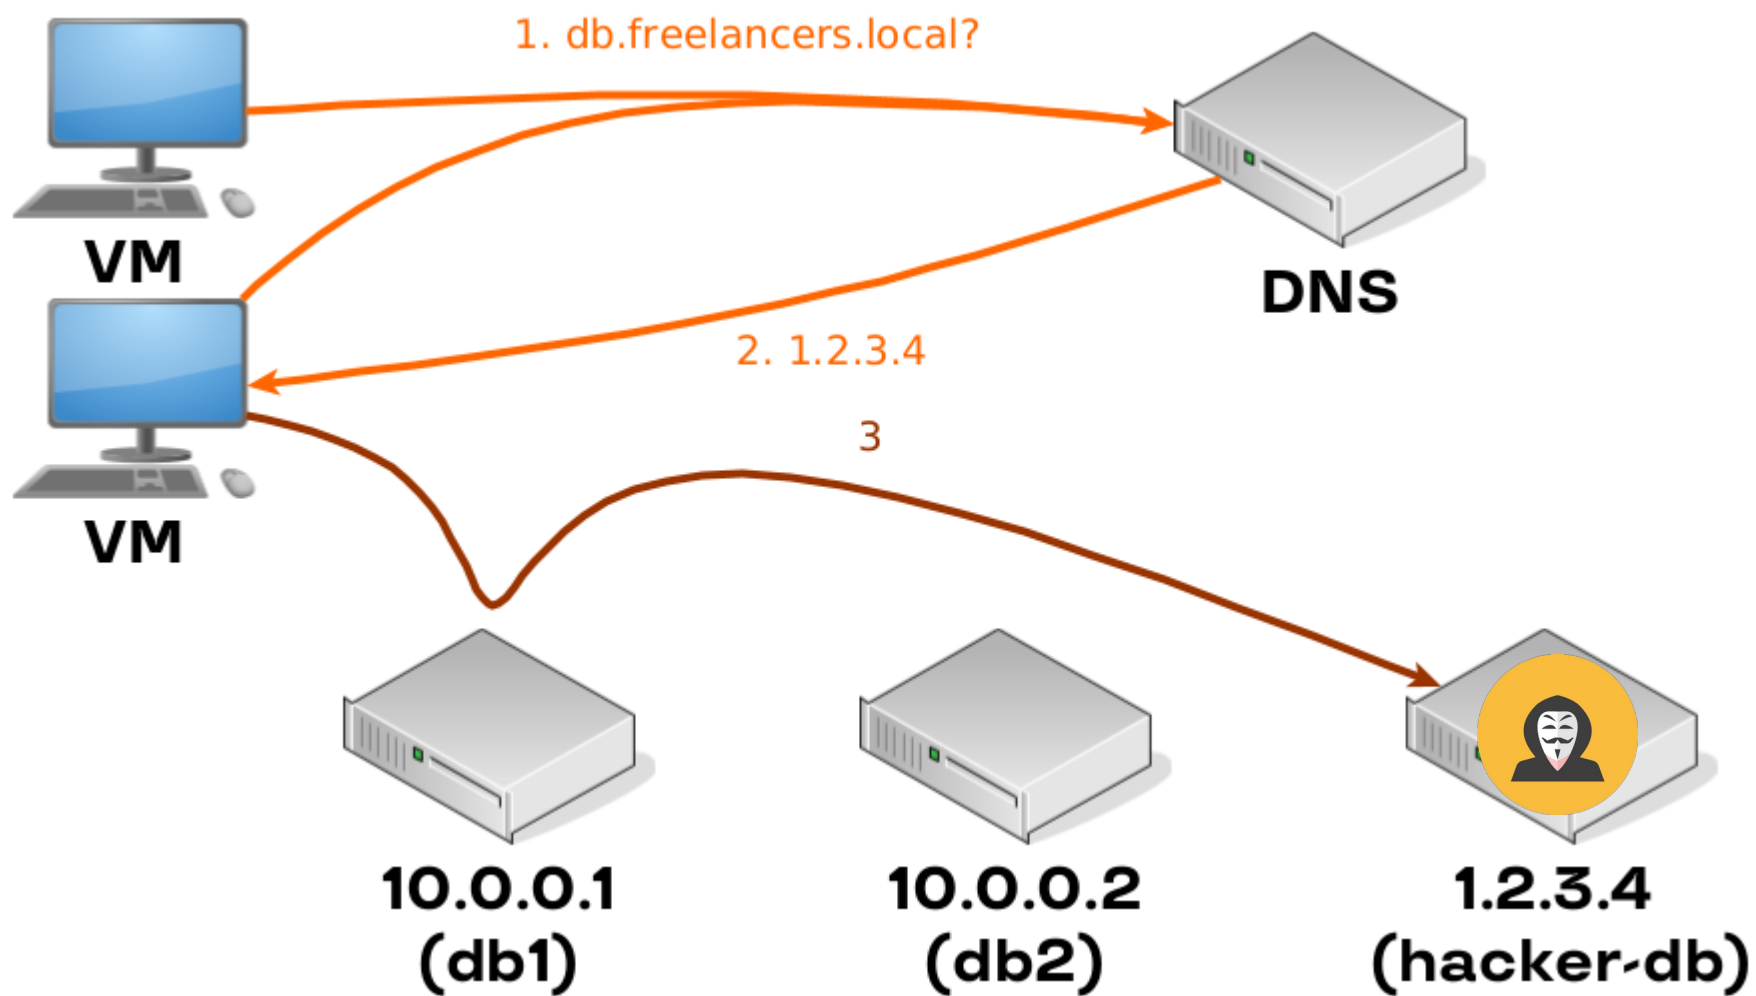 1. db.freelancers.local?
VM
DNS
2. 1.2.3.4
3
VM
10.0.0.1
(db1)
10.0.0.2
(db2)
1.2.3.4
(hacker-db)